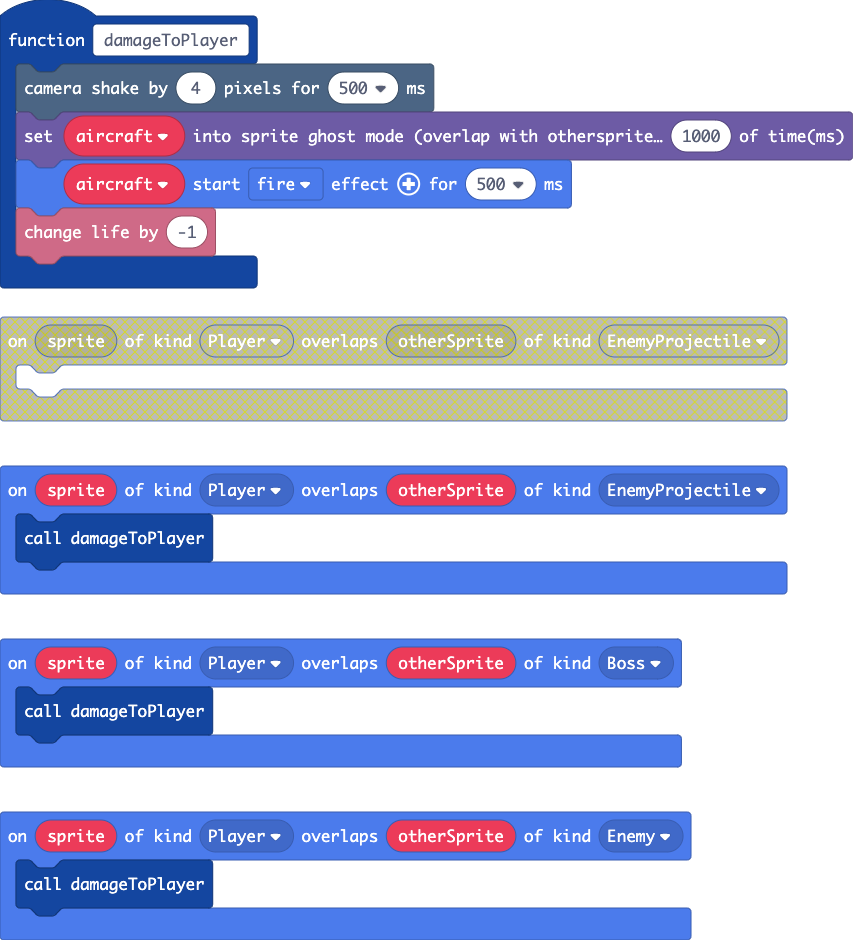 function damageToPlayer
camera shake by 4 pixels for 500 ms
set aircraft into sprite ghost mode (overlap with othersprite… 1000 of time(ms)
aircraft start fire effect for 500 ms
change life by -1
on sprite of kind Player overlaps otherSprite of kind EnemyProjectile
on sprite of kind Player overlaps otherSprite of kind EnemyProjectile
call damageToPlayer
on sprite of kind Player overlaps otherSprite of kind Boss
call damageToPlayer
on sprite of kind Player overlaps otherSprite of kind Enemy
call damageToPlayer